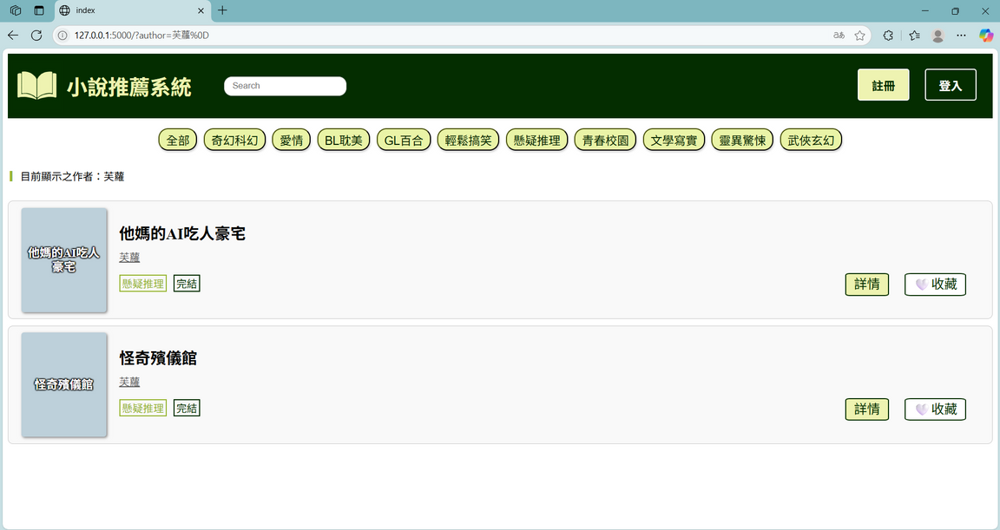 index
127.0.0.1:5000/?author=芙蘿%0D
aあ
小說推薦系統
Search
註冊
登入
全部 奇幻科幻 愛情 BL耽美 GL百合 輕鬆搞笑 懸疑推理 青春校園 文學寫實 靈異驚悚 武俠玄幻
目前顯示之作者：芙蘿
他媽的AI吃人
豪宅
他媽的AI吃人豪宅
芙蘿
懸疑推理 完結
詳情 收藏
怪奇殯儀館
怪奇殯儀館
芙蘿
懸疑推理 完結
詳情 收藏